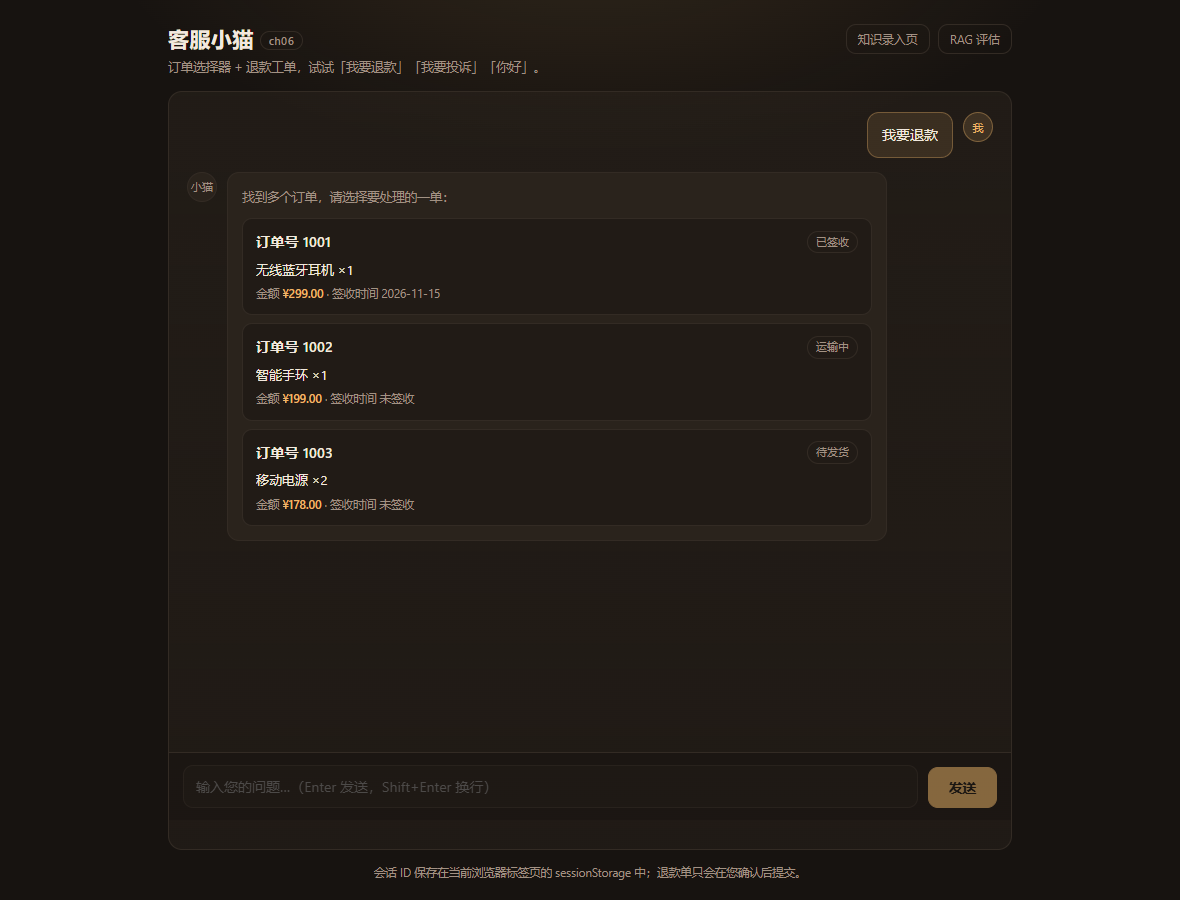 客服小猫 ch06
知识录入页
RAG 评估
订单选择器 + 退款工单，试试「我要退款」「我要投诉」「你好」。
我要退款
我
小猫
找到多个订单，请选择要处理的一单：
订单号 1001
已签收
无线蓝牙耳机 ×1
金额 ¥299.00 · 签收时间 2026-11-15
订单号 1002
运输中
智能手环 ×1
金额 ¥199.00 · 签收时间 未签收
订单号 1003
待发货
移动电源 ×2
金额 ¥178.00 · 签收时间 未签收
输入您的问题...（Enter 发送，Shift+Enter 换行）
发送
会话 ID 保存在当前浏览器标签页的 sessionStorage 中；退款单只会在您确认后提交。